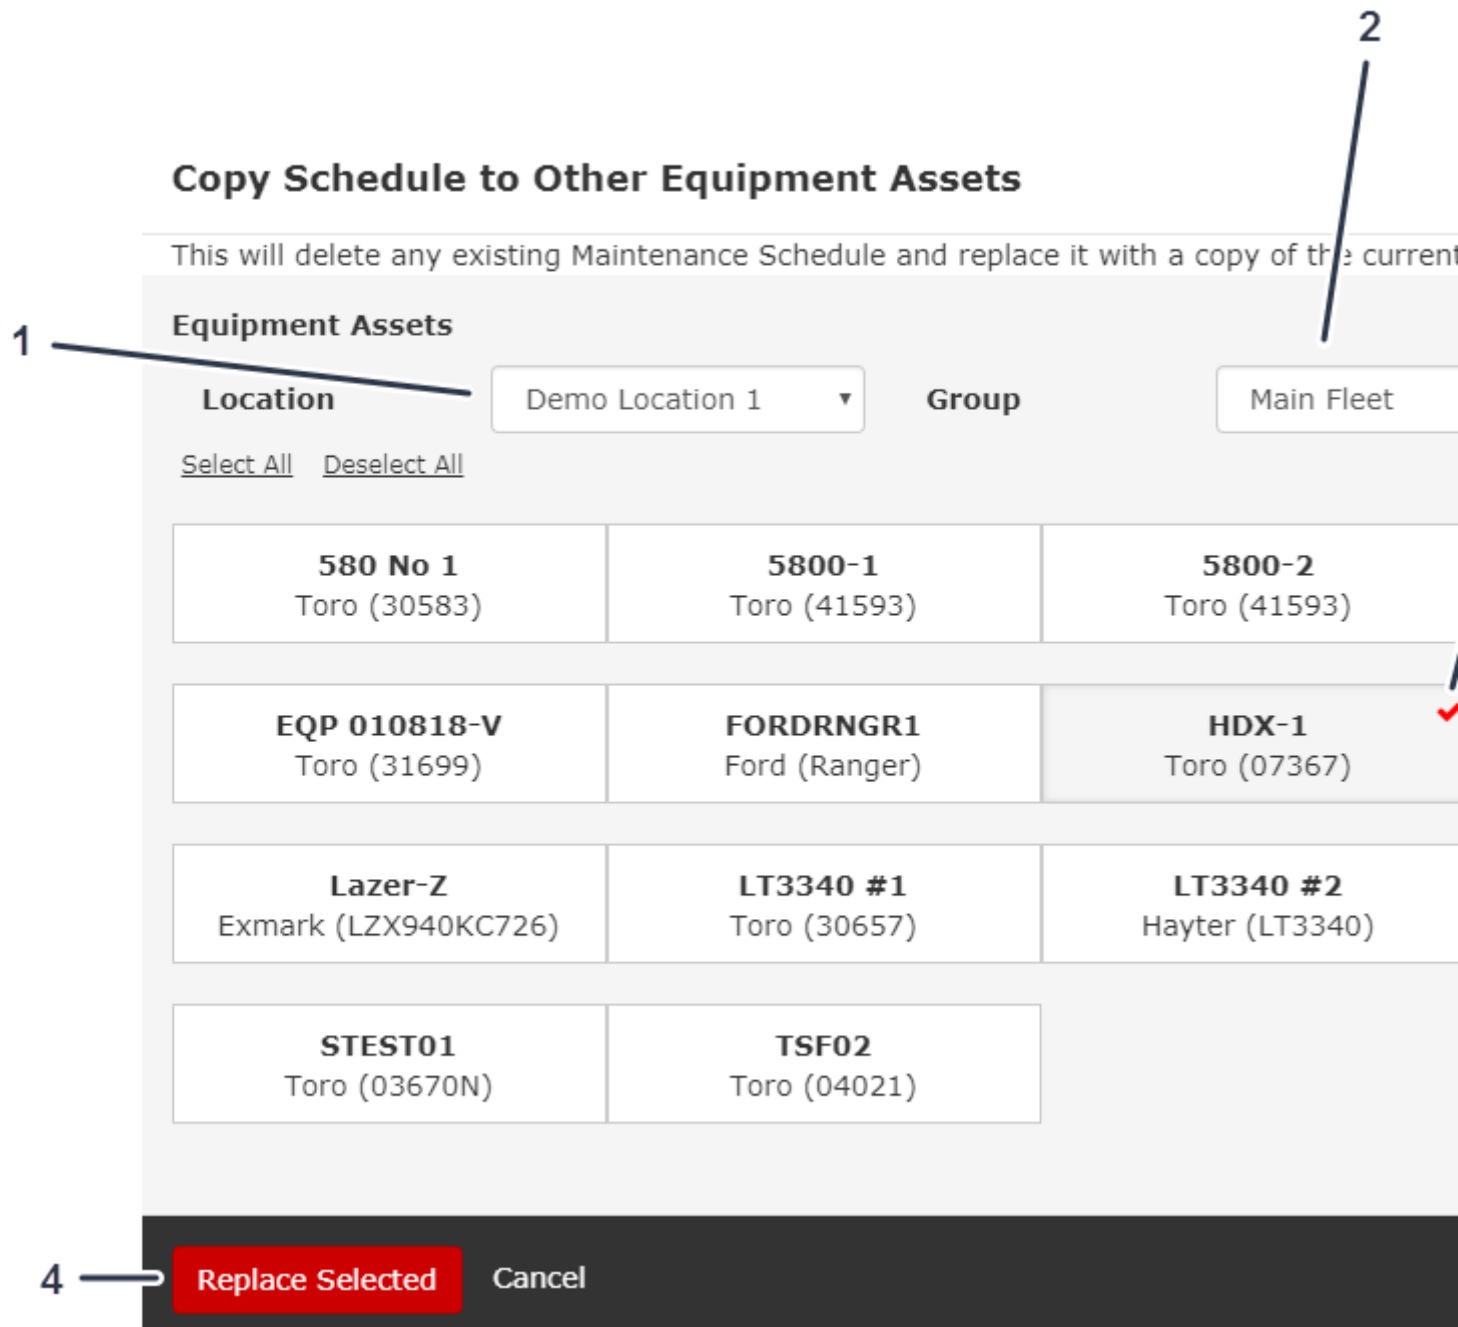 2
Copy Schedule to Other Equipment Assets
This will delete any existing Maintenance Schedule and replace it with a copy of the current
Equipment Assets
1
Location Demo Location 1 Group Main Fleet
Select All Deselect All
580 No 1 5800-1 5800-2
Toro (30583) Toro (41593) Toro (41593)
EQP 010818-V FORDRNGR1 HDX-1
Toro (31699) Ford (Ranger) Toro (07367)
Lazer-Z LT3340 #1 LT3340 #2
Exmark (LZX940KC726) Toro (30657) Hayter (LT3340)
STEST01 TSF02
Toro (03670N) Toro (04021)
4 Replace Selected Cancel